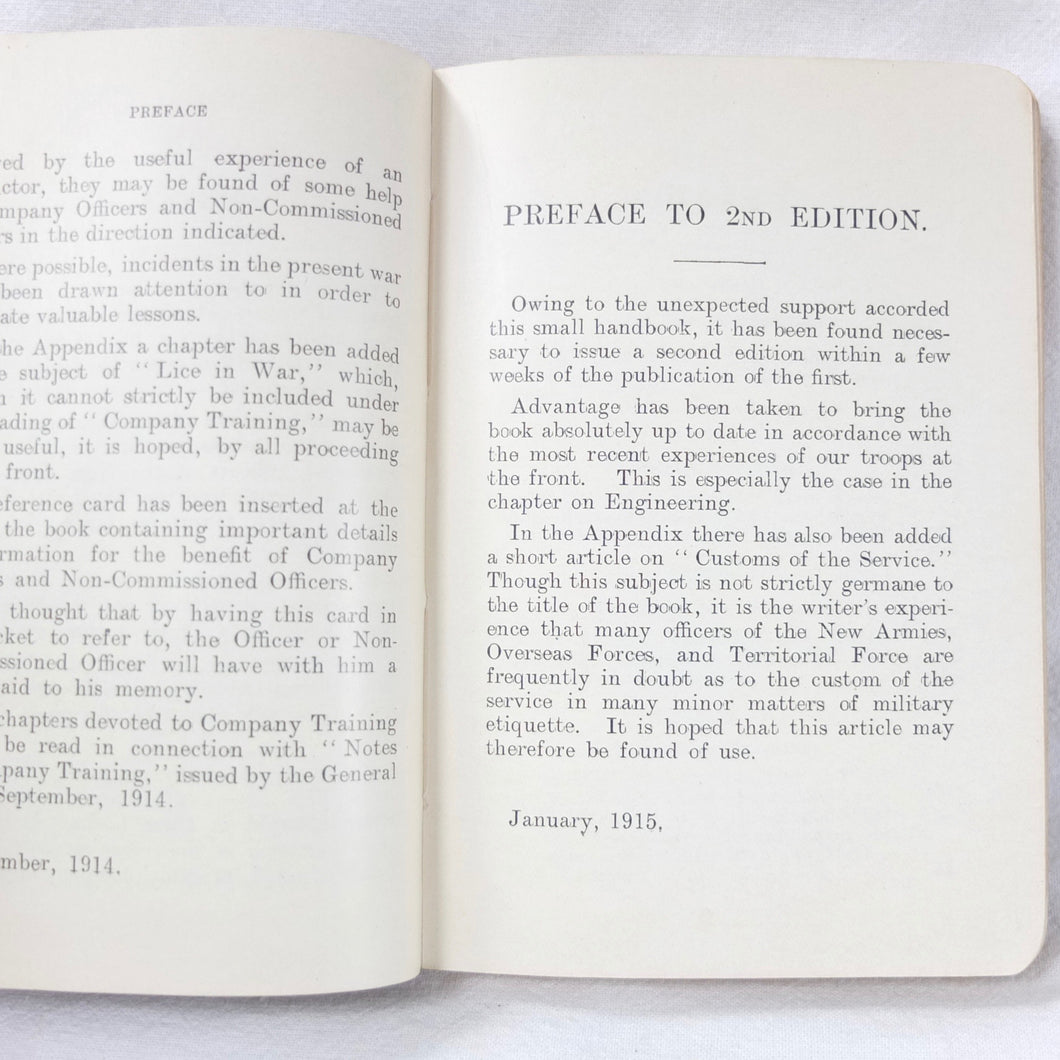 PREFACE
by the useful experience of an
they may be found of some help
Officers and Non-Commissioned
in the direction indicated.
possible, incidents in the present war
been drawn attention to in order to
valuable lessons.
Appendix a chapter has been added
subject of “ Lice in War,” which,
it cannot strictly be included under
of “ Company Training,” may be
useful, it is hoped, by all proceeding
front.
card has been inserted at the
the book containing important details
for the benefit of Company
and Non-Commissioned Officers.
thought that by having this card in
to refer to, the Officer or Non-
Officer will have with him a
aid to his memory.
chapters devoted to Company Training
be read in connection with “ Notes
Training,” issued by the General
September, 1914.
1914.
PREFACE TO 2ND EDITION.
Owing to the unexpected support accorded
this small handbook, it has been found neces-
sary to issue a second edition within a few
weeks of the publication of the first.
Advantage has been taken to bring the
book absolutely up to date in accordance with
the most recent experiences of our troops at
the front. This is especially the case in the
chapter on Engineering.
In the Appendix there has also been added
a short article on “ Customs of the Service.”
Though this subject is not strictly germane to
the title of the book, it is the writer’s experi-
ence that many officers of the New Armies,
Overseas Forces, and Territorial Force are
frequently in doubt as to the custom of the
service in many minor matters of military
etiquette. It is hoped that this article may
therefore be found of use.
January, 1915,